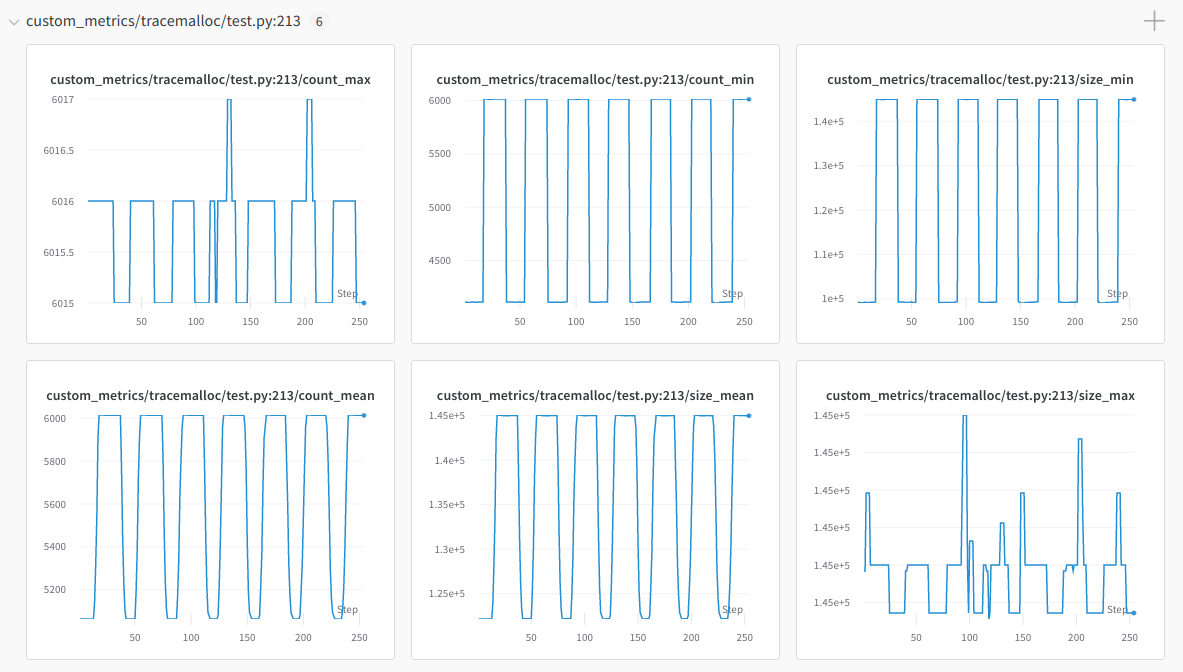 custom_metrics/tracemalloc/test.py:213 6
custom_metrics/tracemalloc/test.py:213/count_max
6017
6016.5
6016
6015.5
6015
Step
50 100 150 200 250
custom_metrics/tracemalloc/test.py:213/count_min
6000
5500
5000
4500
Step
50 100 150 200 250
custom_metrics/tracemalloc/test.py:213/size_min
1.4e+5
1.3e+5
1.2e+5
1.1e+5
1e+5
Step
50 100 150 200 250
custom_metrics/tracemalloc/test.py:213/count_mean
6000
5800
5600
5400
5200
Step
50 100 150 200 250
custom_metrics/tracemalloc/test.py:213/size_mean
1.45e+5
1.4e+5
1.35e+5
1.3e+5
1.25e+5
Step
50 100 150 200 250
custom_metrics/tracemalloc/test.py:213/size_max
1.45e+5
1.45e+5
1.45e+5
1.45e+5
1.45e+5
1.45e+5
Step
50 100 150 200 250